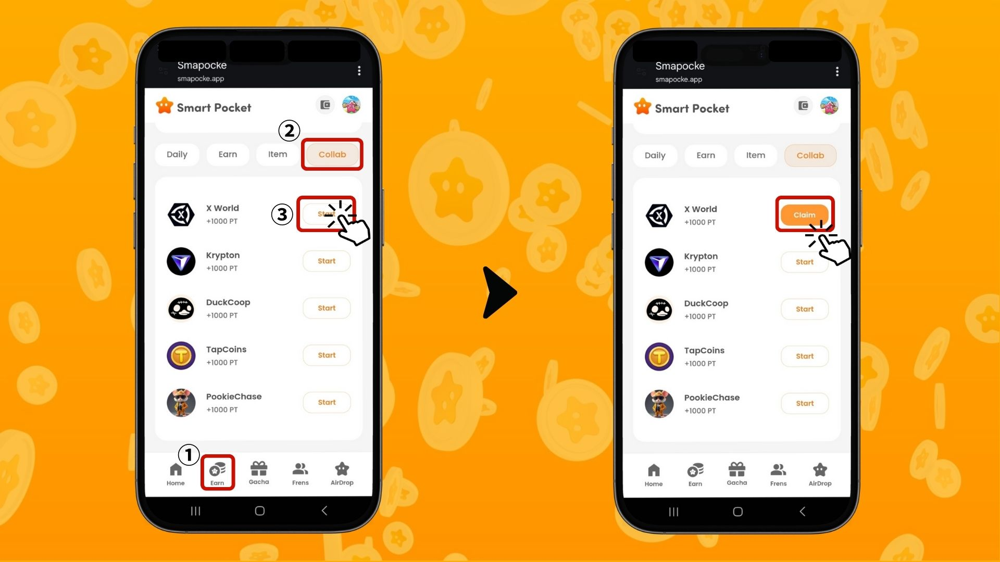 Smapocke
smapocke.app
Smart Pocket
②
Daily Earn Item Collab
X World
+1000 PT
③ Start
Krypton
+1000 PT
Start
DuckCoop
+1000 PT
Start
TapCoins
+1000 PT
Start
PookieChase
+1000 PT
Start
①
Home Earn Gacha Frens AirDrop
Smapocke
smapocke.app
Smart Pocket
Daily Earn Item Collab
X World
+1000 PT
Claim
Krypton
+1000 PT
Start
DuckCoop
+1000 PT
Start
TapCoins
+1000 PT
Start
PookieChase
+1000 PT
Start
Home Earn Gacha Frens AirDrop